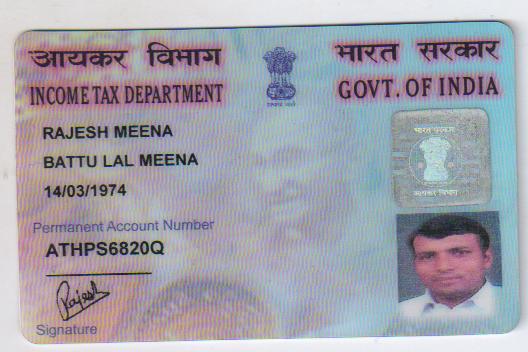 आयकर विभाग
भारत सरकार
INCOME TAX DEPARTMENT
GOVT. OF INDIA
RAJESH MEENA
BATTU LAL MEENA
14/03/1974
Permanent Account Number
ATHPS6820Q
Rajesh
Signature
भारत सरकार
आयकर विभाग